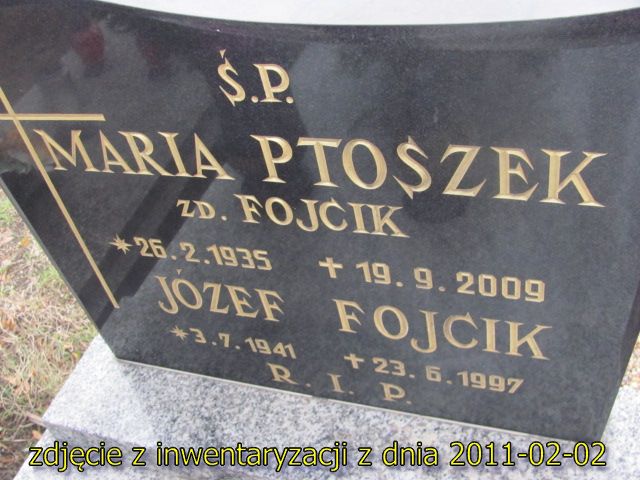 Ś.P.
MARIA PTOSZEK
ZD. FOJCIK
* 26.2.1935 + 19.9.2009
JÓZEF FOJCIK
* 3.7.1941 + 23.6.1997
R. I. P.
zdjęcie z inwentaryzacji z dnia 2011-02-02